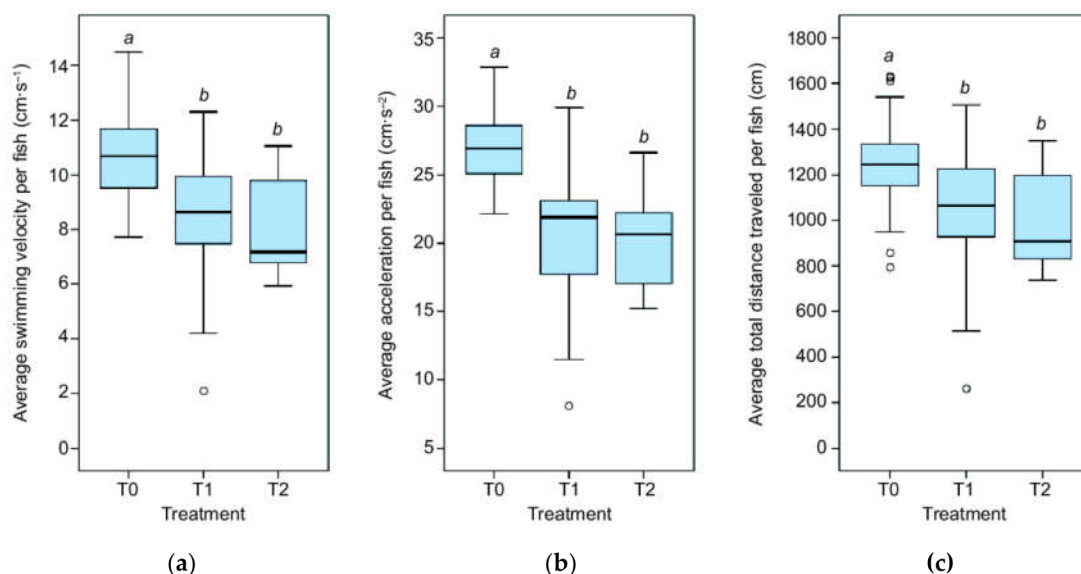 Average swimming velocity per fish (cm·s⁻¹)
14
12
10
8
6
4
2
0
a
b
b
T0
T1
T2
Treatment
(a)
Average acceleration per fish (cm·s⁻²)
35
30
25
20
15
10
5
a
b
b
T0
T1
T2
Treatment
(b)
Average total distance traveled per fish (cm)
1800
1600
1400
1200
1000
800
600
400
200
0
a
b
b
T0
T1
T2
Treatment
(c)